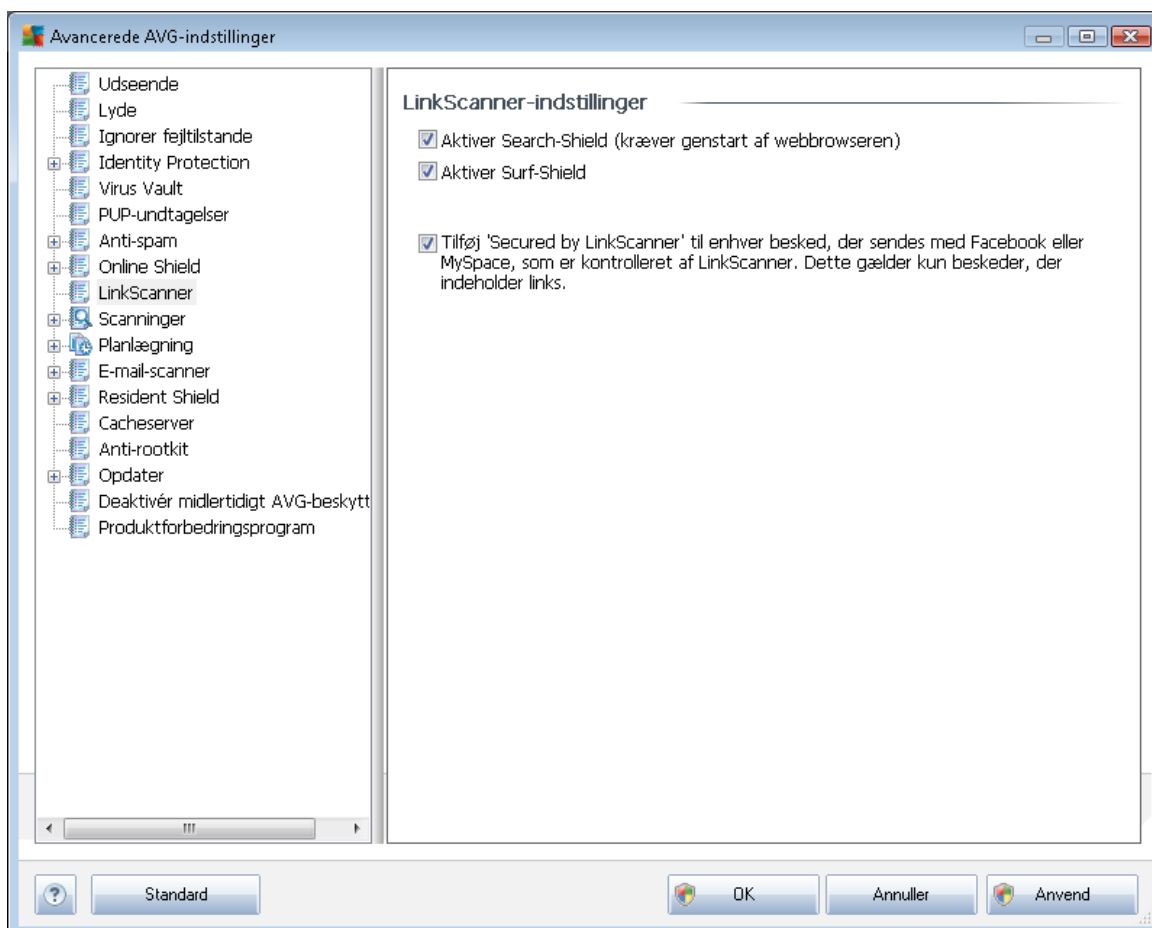 Avancerede AVG-indstillinger
Udseende
Lyde
Ignorer fejltilstande
Identity Protection
Virus Vault
PUP-undtagelser
Anti-spam
Online Shield
LinkScanner
Scanninger
Planlægning
E-mail-scanner
Resident Shield
Cacheserver
Anti-rootkit
Opdater
Deaktivér midlertidigt AVG-beskytt
Produktforbedringsprogram
LinkScanner-indstillinger
Aktiver Search-Shield (kræver genstart af webbrowseren)
Aktiver Surf-Shield
Tilføj 'Secured by LinkScanner' til enhver besked, der sendes med Facebook eller
MySpace, som er kontrolleret af LinkScanner. Dette gælder kun beskeder, der
indeholder links.
?
Standard
OK
Annuller
Anvend